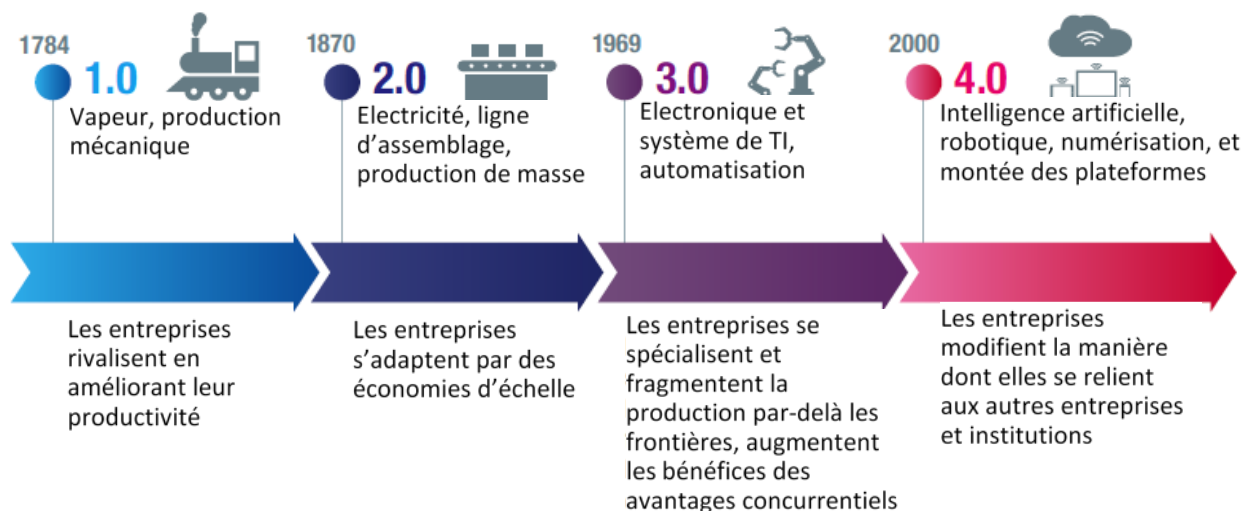 1784
1.0
Vapeur, production
mécanique
Les entreprises
rivalisent en
améliorant leur
productivité
1870
2.0
Electricité, ligne
d’assemblage,
production de masse
Les entreprises
s’adaptent par des
économies d’échelle
1969
3.0
Electronique et
système de TI,
automatisation
Les entreprises se
spécialisent et
fragmentent la
production par-delà les
frontières, augmentent
les bénéfices des
avantages concurrentiels
2000
4.0
Intelligence artificielle,
robotique, numérisation, et
montée des plateformes
Les entreprises
modifient la manière
dont elles se relient
aux autres entreprises
et institutions